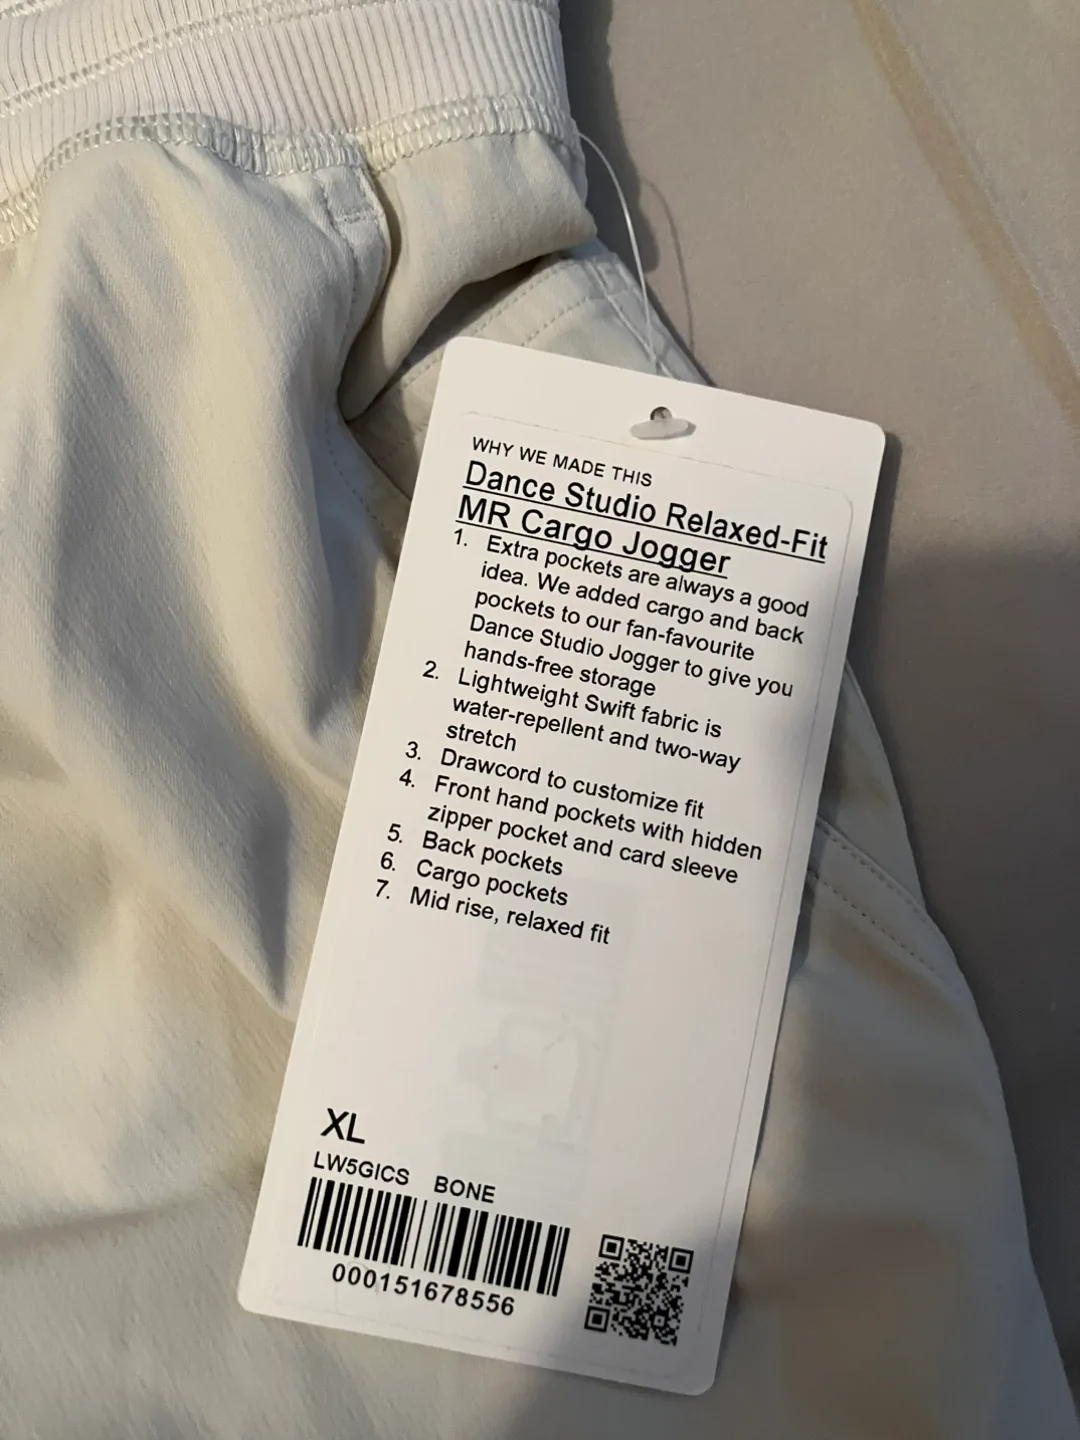 WHY WE MADE THIS
Dance Studio Relaxed-Fit
MR Cargo Jogger
1. Extra pockets are always a good
idea. We added cargo and back
pockets to our fan-favourite
Dance Studio Jogger to give you
hands-free storage
2. Lightweight Swift fabric is
water-repellent and two-way
stretch
3. Drawcord to customize fit
4. Front hand pockets with hidden
zipper pocket and card sleeve
5. Back pockets
6. Cargo pockets
7. Mid rise, relaxed fit
XL
LW5GICS BONE
000151678556